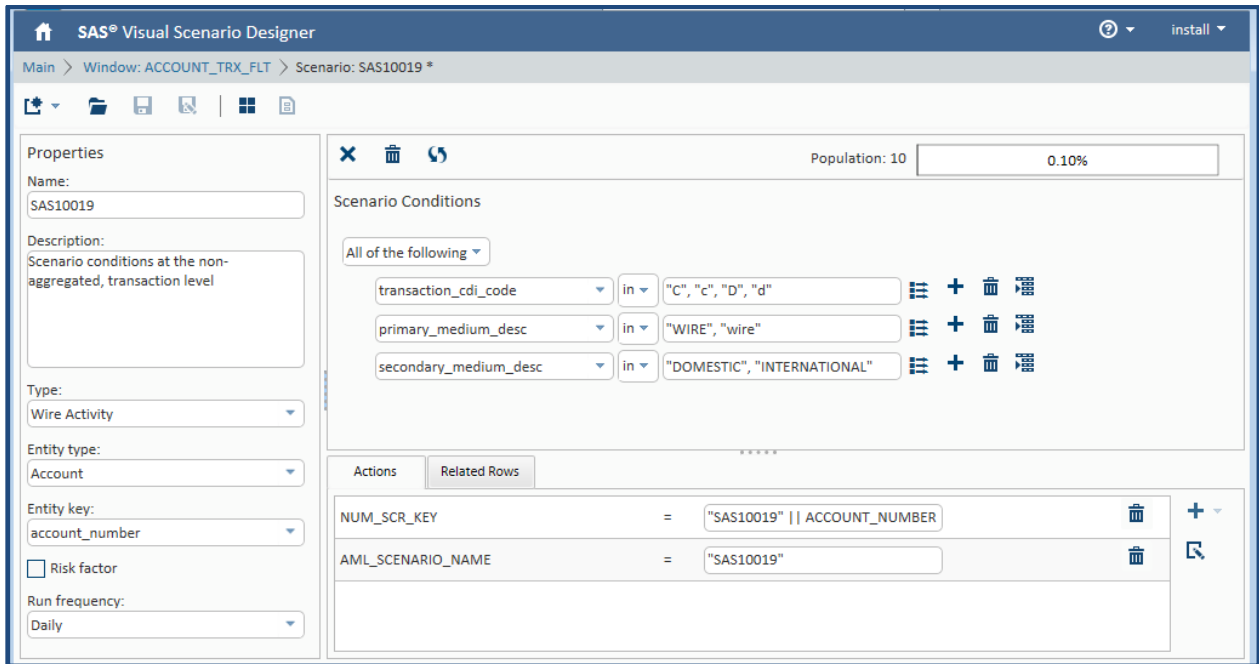 SAS® Visual Scenario Designer
install
Main > Window: ACCOUNT_TRX_FLT > Scenario: SAS10019 *
Properties
Name:
SAS10019
Description:
Scenario conditions at the non-
aggregated, transaction level
Type:
Wire Activity
Entity type:
Account
Entity key:
account_number
Risk factor
Run frequency:
Daily
Population: 10
0.10%
Scenario Conditions
All of the following
transaction_cdi_code in "C", "c", "D", "d"
primary_medium_desc in "WIRE", "wire"
secondary_medium_desc in "DOMESTIC", "INTERNATIONAL"
Actions Related Rows
NUM_SCR_KEY = "SAS10019" || ACCOUNT_NUMBER
AML_SCENARIO_NAME = "SAS10019"